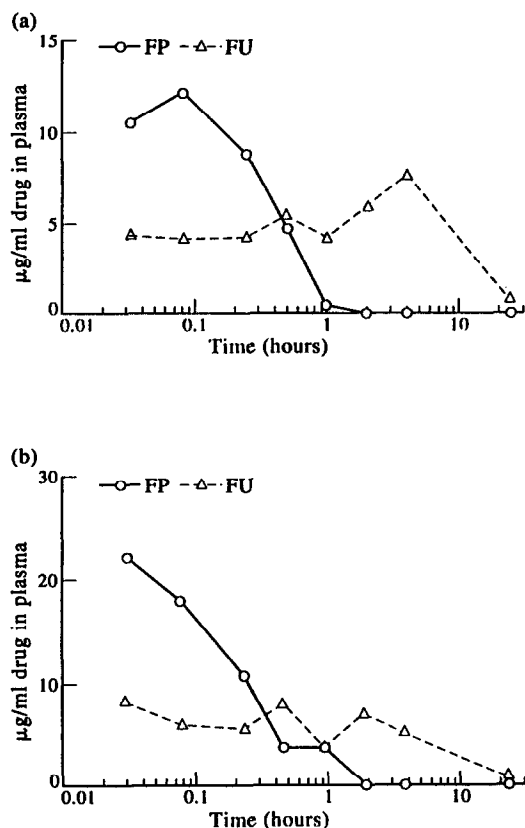 (a)
FP FU
15
10
5
0
µg/ml drug in plasma
0.01 0.1 1 10
Time (hours)
(b)
FP FU
30
20
10
0
µg/ml drug in plasma
0.01 0.1 1 10
Time (hours)